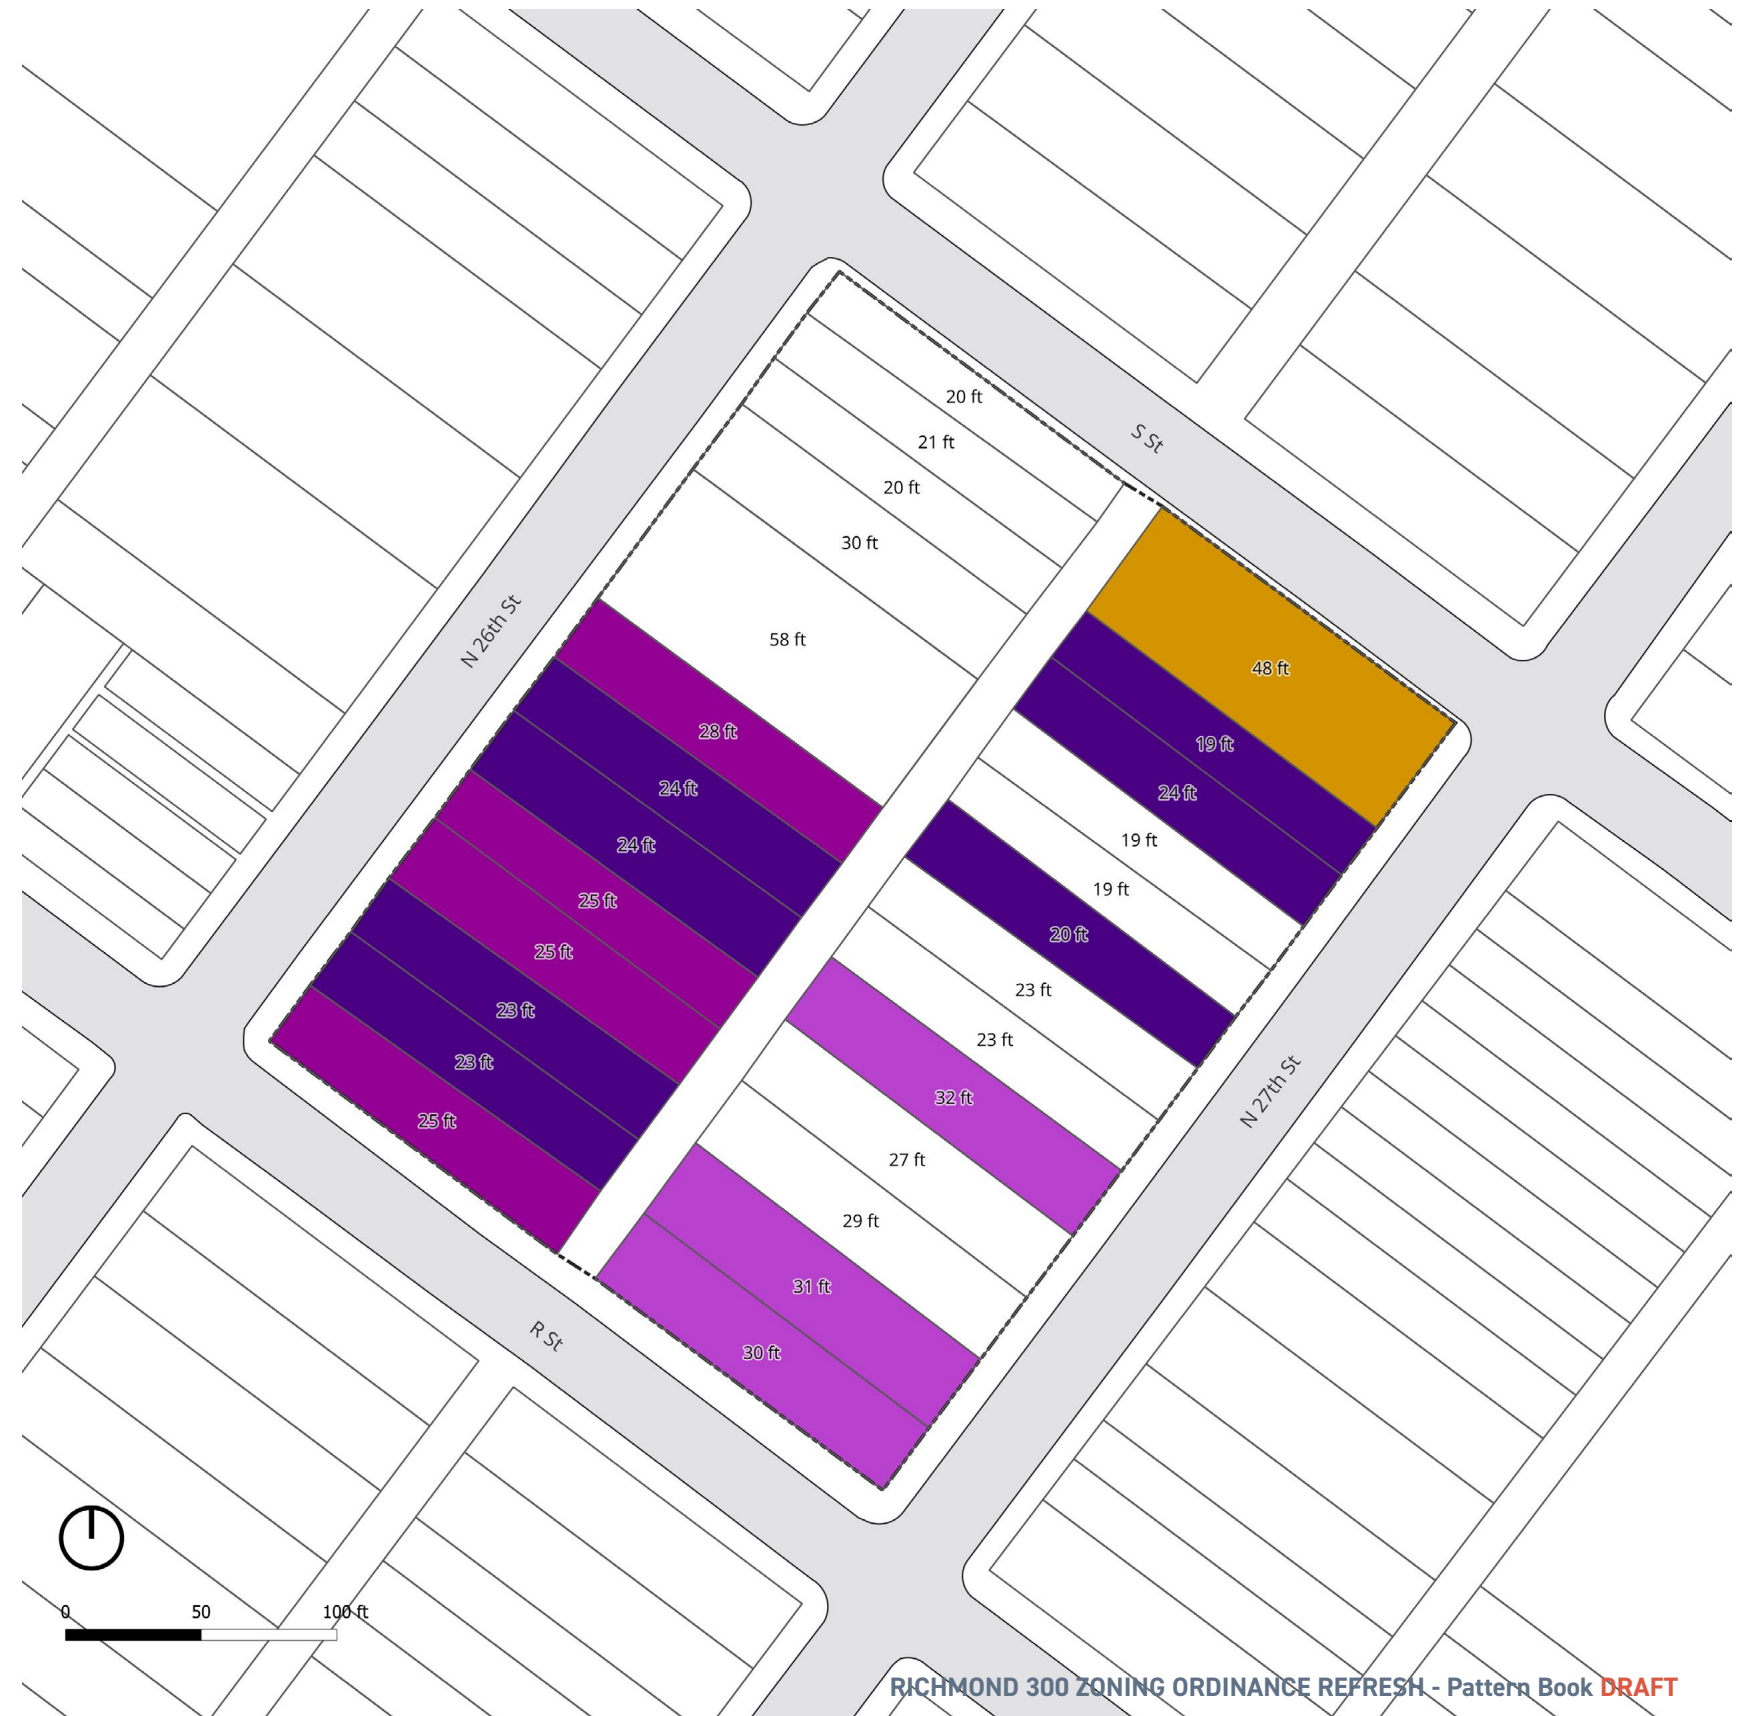 20 ft
S St
21 ft
20 ft
30 ft
N 26th St
58 ft
48 ft
28 ft
19 ft
24 ft
24 ft
24 ft
19 ft
25 ft
19 ft
25 ft
20 ft
23 ft
23 ft
23 ft
23 ft
N 27th St
32 ft
25 ft
27 ft
29 ft
31 ft
R St
30 ft
0 50 100 ft
RICHMOND 300 ZONING ORDINANCE REFRESH - Pattern Book DRAFT